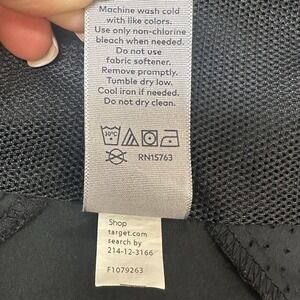 Machine wash cold
with like colors.
Use only non-chlorine
bleach when needed.
Do not use
fabric softener.
Remove promptly.
Tumble dry low.
Cool iron if needed.
Do not dry clean.
30°C
RN15763
Shop
target.com
search by
214-12-3166
F1079263